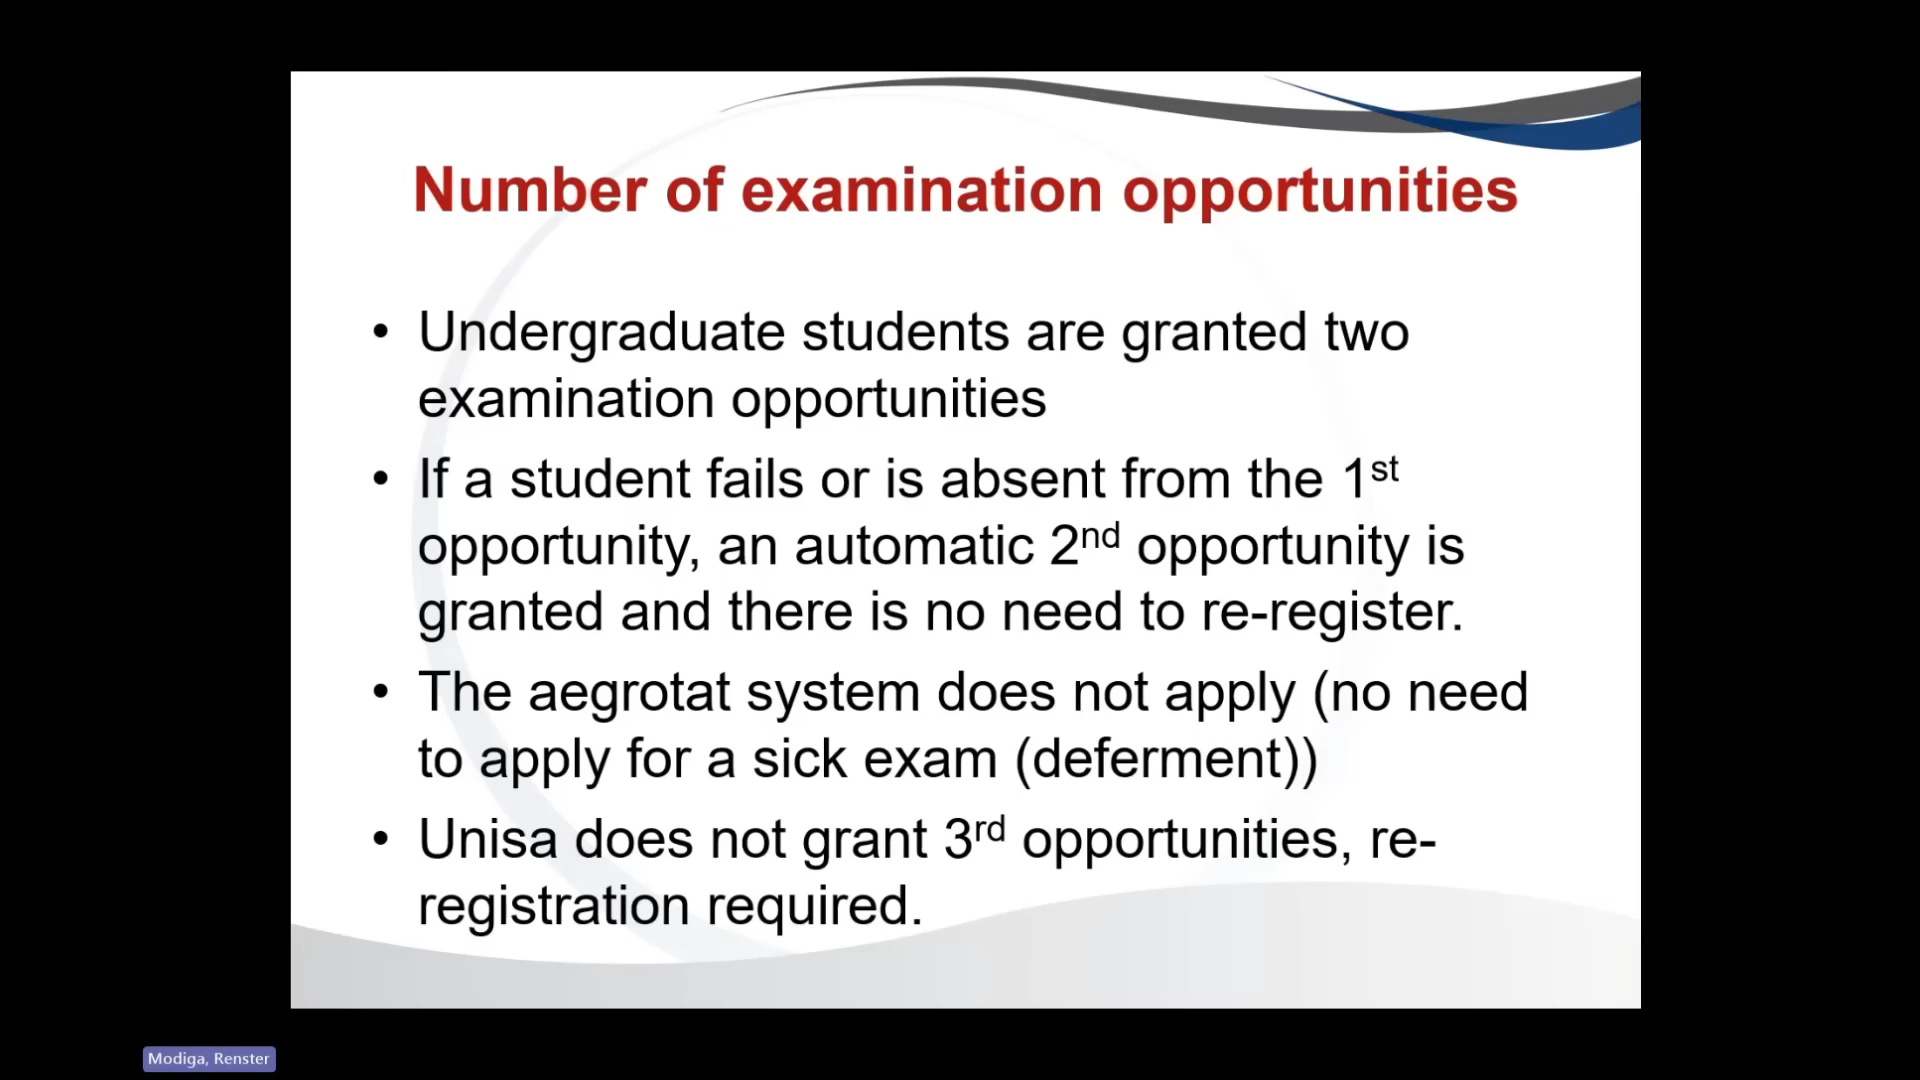 Number of examination opportunities
• Undergraduate students are granted two
examination opportunities
• If a student fails or is absent from the 1st
opportunity, an automatic 2nd opportunity is
granted and there is no need to re-register.
• The aegrotat system does not apply (no need
to apply for a sick exam (deferment))
• Unisa does not grant 3rd opportunities, re-
registration required.
Modiga, Renster